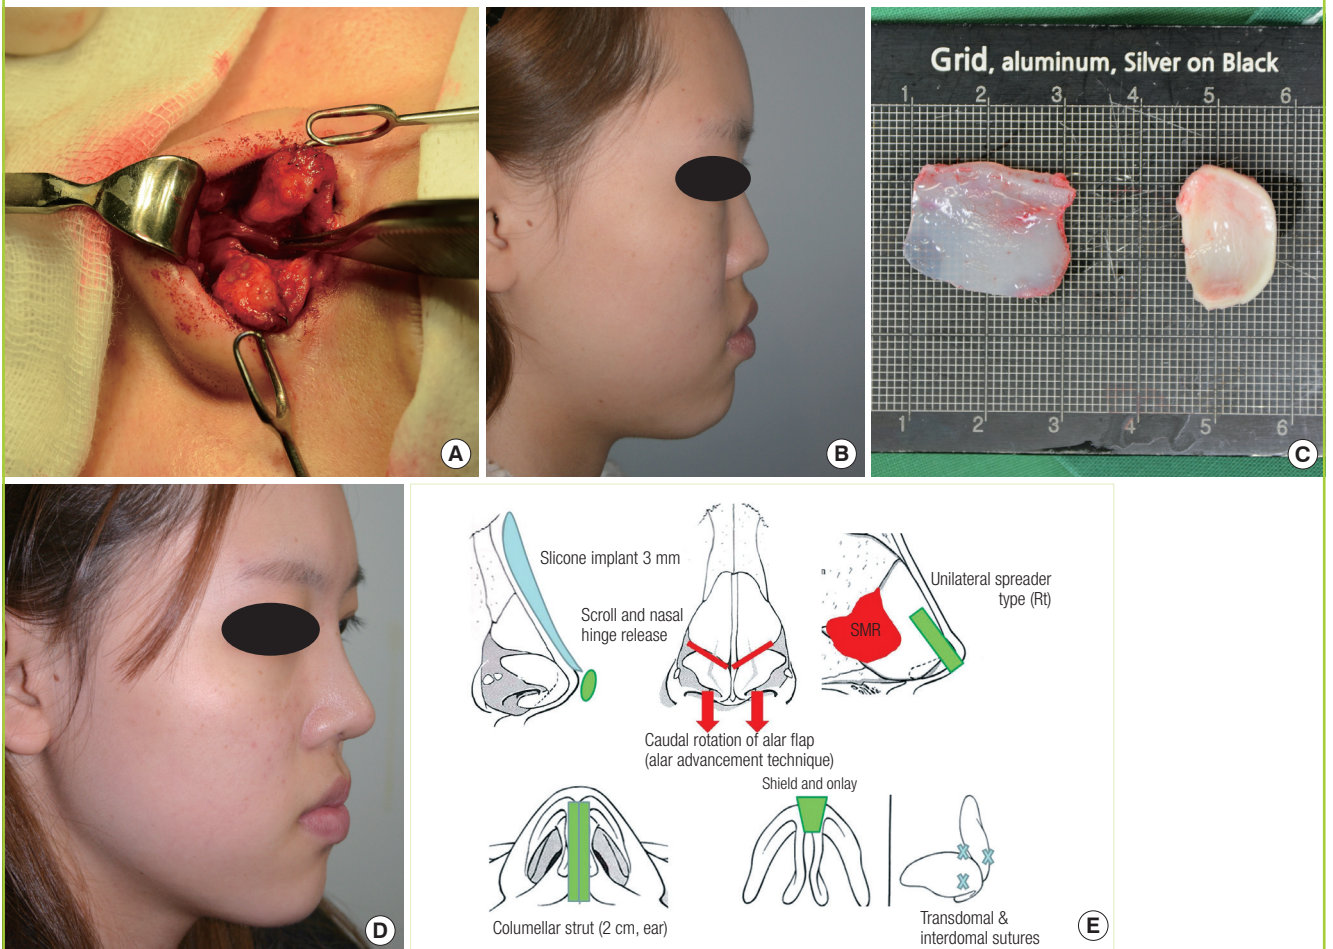 Grid, aluminum, Silver on Black
1 2 3 4 5 6
1 2 3 4 5 6
A
B
C
D
Slicone implant 3 mm
Scroll and nasal
hinge release
Unilateral spreader
type (Rt)
SMR
Caudal rotation of alar flap
(alar advancement technique)
Shield and onlay
Columellar strut (2 cm, ear)
Transdomal &
interdomal sutures
E